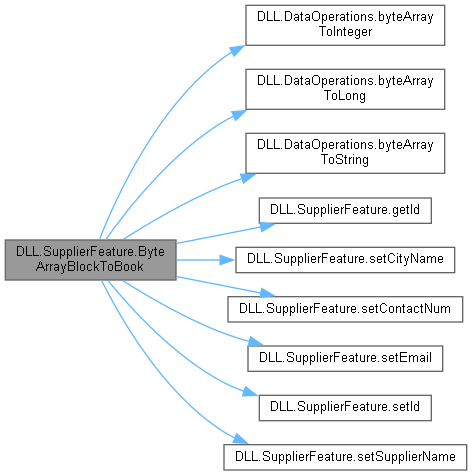 DLL.DataOperations.byteArray
ToInteger
DLL.DataOperations.byteArray
ToLong
DLL.DataOperations.byteArray
ToString
DLL.SupplierFeature.getId
DLL.SupplierFeature.Byte
ArrayBlockToBook
DLL.SupplierFeature.setCityName
DLL.SupplierFeature.setContactNum
DLL.SupplierFeature.setEmail
DLL.SupplierFeature.setId
DLL.SupplierFeature.setSupplierName